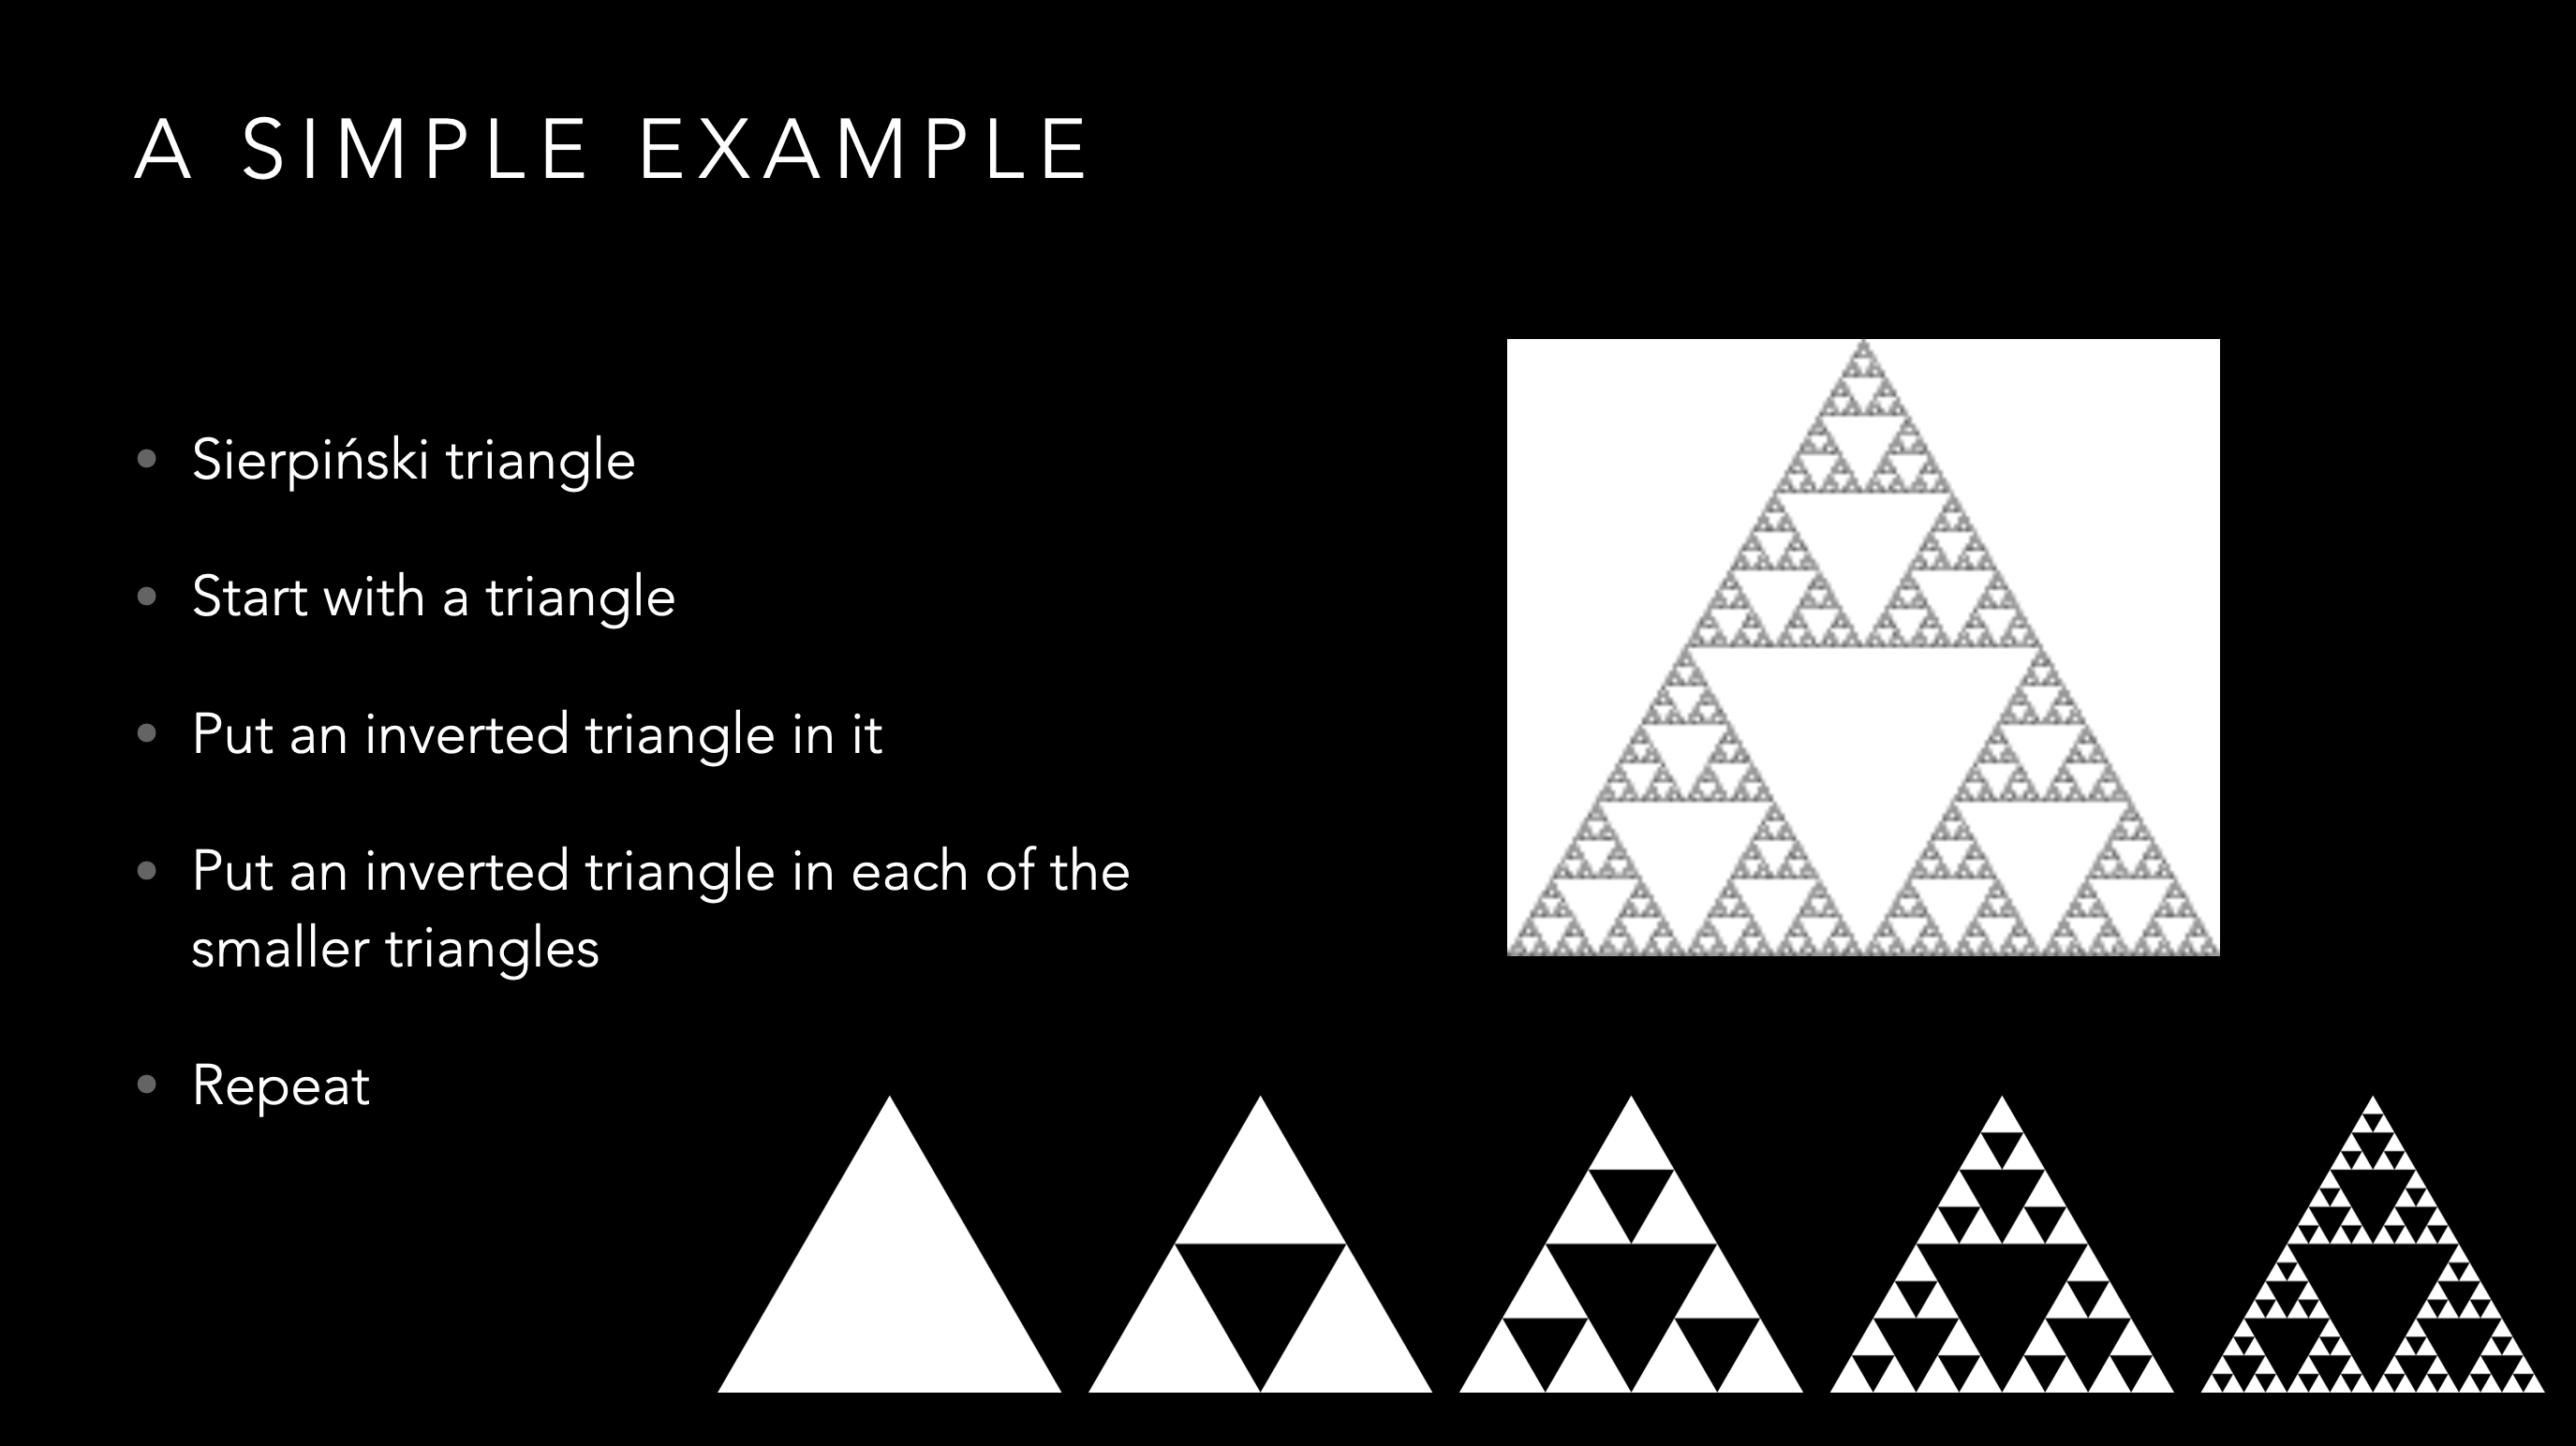 A SIMPLE EXAMPLE
• Sierpiński triangle
• Start with a triangle
• Put an inverted triangle in it
• Put an inverted triangle in each of the
smaller triangles
• Repeat